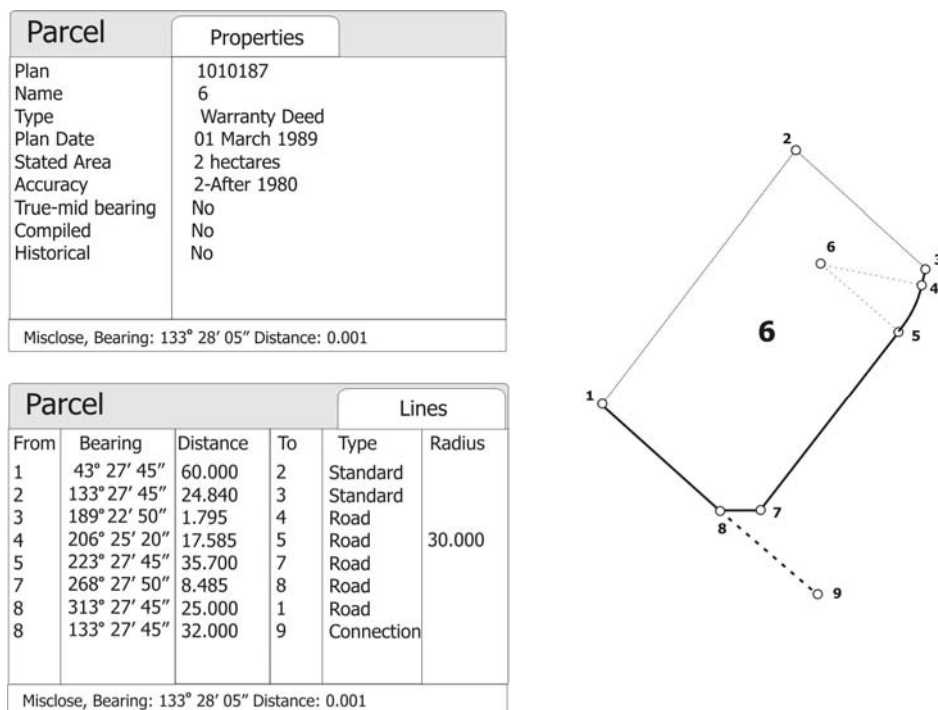 Parcel Properties
Plan 1010187
Name 6
Type Warranty Deed
Plan Date 01 March 1989
Stated Area 2 hectares
Accuracy 2-After 1980
True-mid bearing No
Compiled No
Historical No
Misclose, Bearing: 133° 28′ 05″ Distance: 0.001
Parcel Lines
From Bearing Distance To Type Radius
1 43° 27′ 45″ 60.000 2 Standard
2 133° 27′ 45″ 24.840 3 Standard
3 189° 22′ 50″ 1.795 4 Road
4 206° 25′ 20″ 17.585 5 Road 30.000
5 223° 27′ 45″ 35.700 7 Road
7 268° 27′ 50″ 8.485 8 Road
8 313° 27′ 45″ 25.000 1 Road
8 133° 27′ 45″ 32.000 9 Connection
Misclose, Bearing: 133° 28′ 05″ Distance: 0.001
2
6
3
4
5
6
1
8
7
9